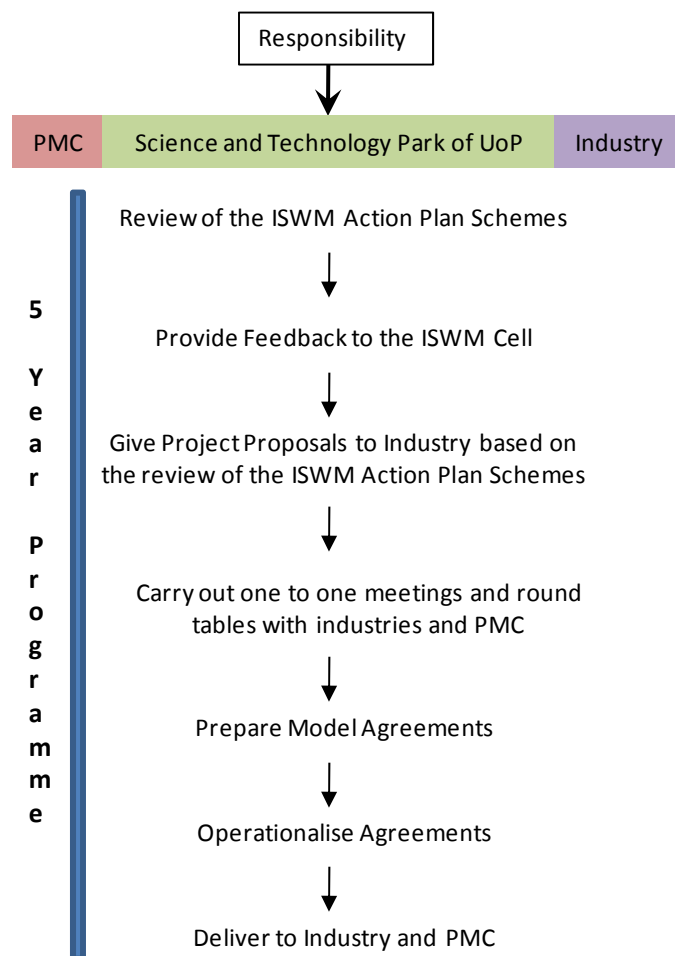 Responsibility
PMC Science and Technology Park of UoP Industry
5 Year Programme
Review of the ISWM Action Plan Schemes
Provide Feedback to the ISWM Cell
Give Project Proposals to Industry based on
the review of the ISWM Action Plan Schemes
Carry out one to one meetings and round
tables with industries and PMC
Prepare Model Agreements
Operationalise Agreements
Deliver to Industry and PMC